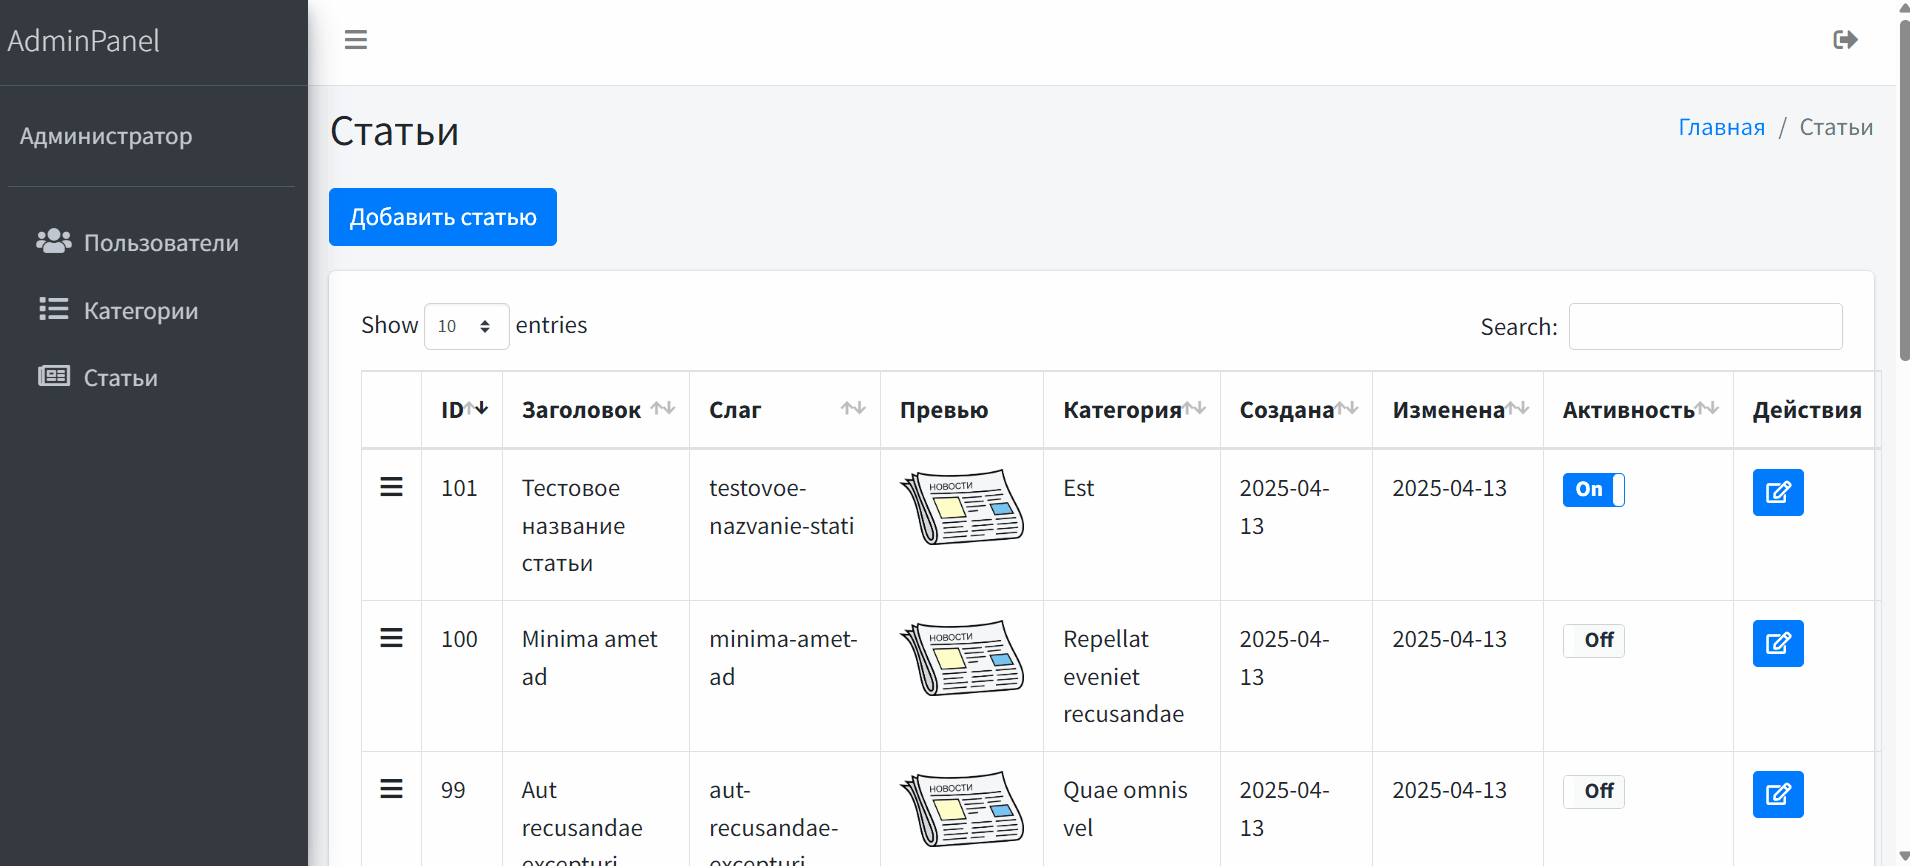 AdminPanel
Администратор
Пользователи
Категории
Статьи
Статьи
Главная / Статьи
Добавить статью
Show 10 entries
Search:
ID Заголовок Слаг Превью Категория Создана Изменена Активность Действия
101 Тестовое testovoe- НОВОСТИ Est 2025-04- 2025-04-13 On
название nazvanie-stati 13
статьи
100 Minima amet minima-amet- НОВОСТИ Repellat 2025-04- 2025-04-13 Off
ad ad eveniet 13
recusandae
99 Aut aut- НОВОСТИ Quae omnis 2025-04- 2025-04-13 Off
recusandae recusandae- vel 13
excepturi excepturi